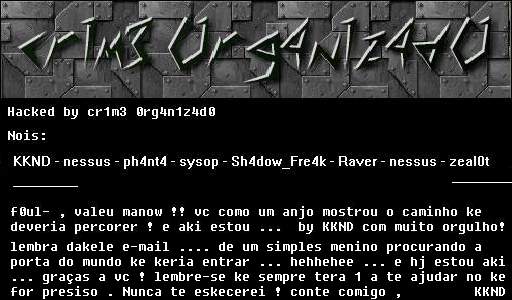 cr1m3 0rg4n1z4d0
Hacked by cr1m3 0rg4n1z4d0
Nois:
KKND - nessus - ph4nt4 - sysop - Sh4dow_Fre4k - Raver - nessus - zeal0t
f0ul- , valeu manow !! vc como um anjo mostrou o caminho ke
deveria percorer ! e aki estou ... by KKND com muito orgulho!
lembra dakele e-mail .... de um simples menino procurando a
porta do mundo ke keria entrar ... hehhehee ... e hj estou aki
... graças a vc ! lembre-se ke sempre tera 1 a te ajudar no ke
for presiso . Nunca te eskecerei ! conte comigo , KKND